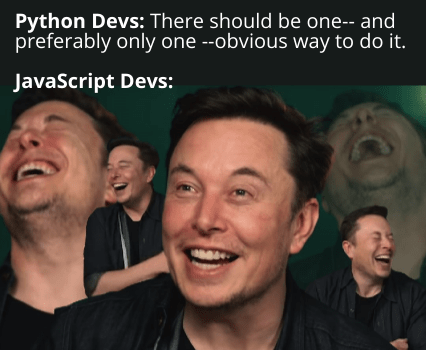 Python Devs: There should be one-- and
preferably only one --obvious way to do it.
JavaScript Devs: